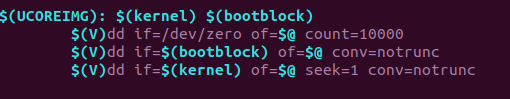 $(UCOREIMG): $(kernel) $(bootblock)
$(V)dd if=/dev/zero of=$@ count=10000
$(V)dd if=$(bootblock) of=$@ conv=notrunc
$(V)dd if=$(kernel) of=$@ seek=1 conv=notrunc